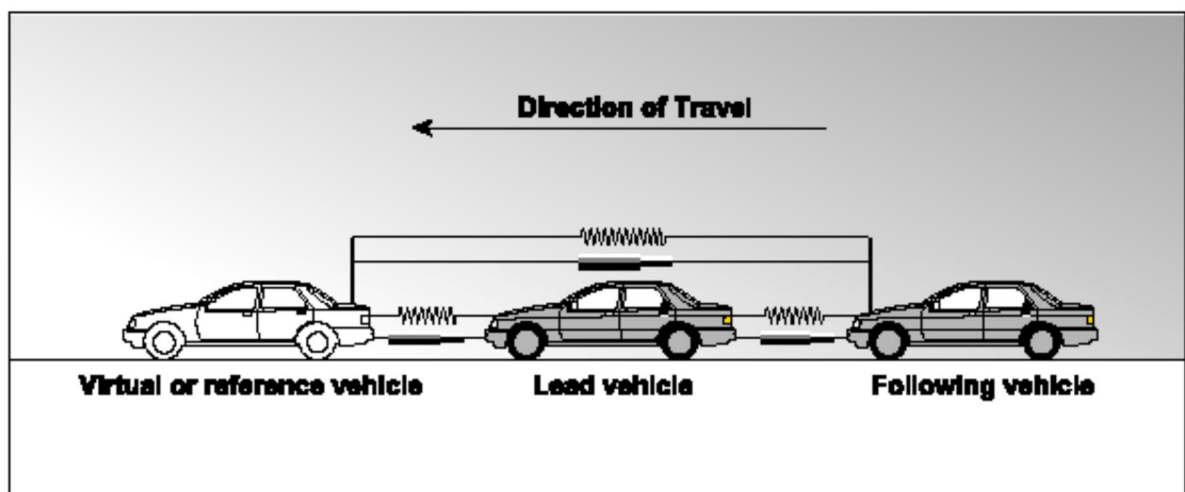 Direction of Travel
Virtual or reference vehicle
Lead vehicle
Following vehicle